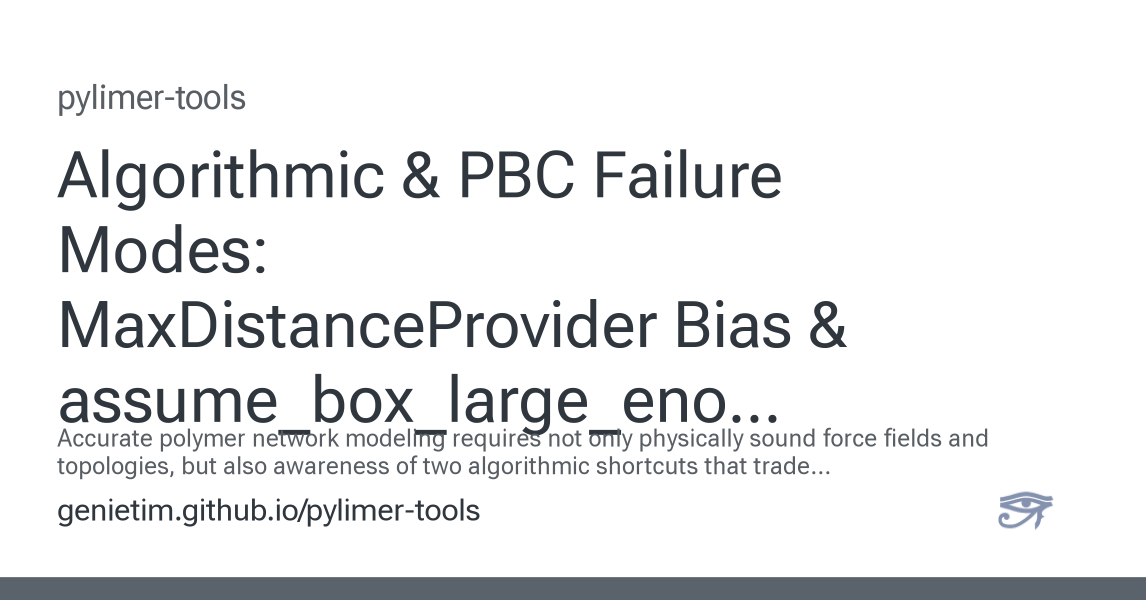 pylimer-tools
Algorithmic & PBC Failure
Modes:
MaxDistanceProvider Bias &
assume_box_large_eno...
Accurate polymer network modeling requires not only physically sound force fields and
topologies, but also awareness of two algorithmic shortcuts that trade...
genietim.github.io/pylimer-tools